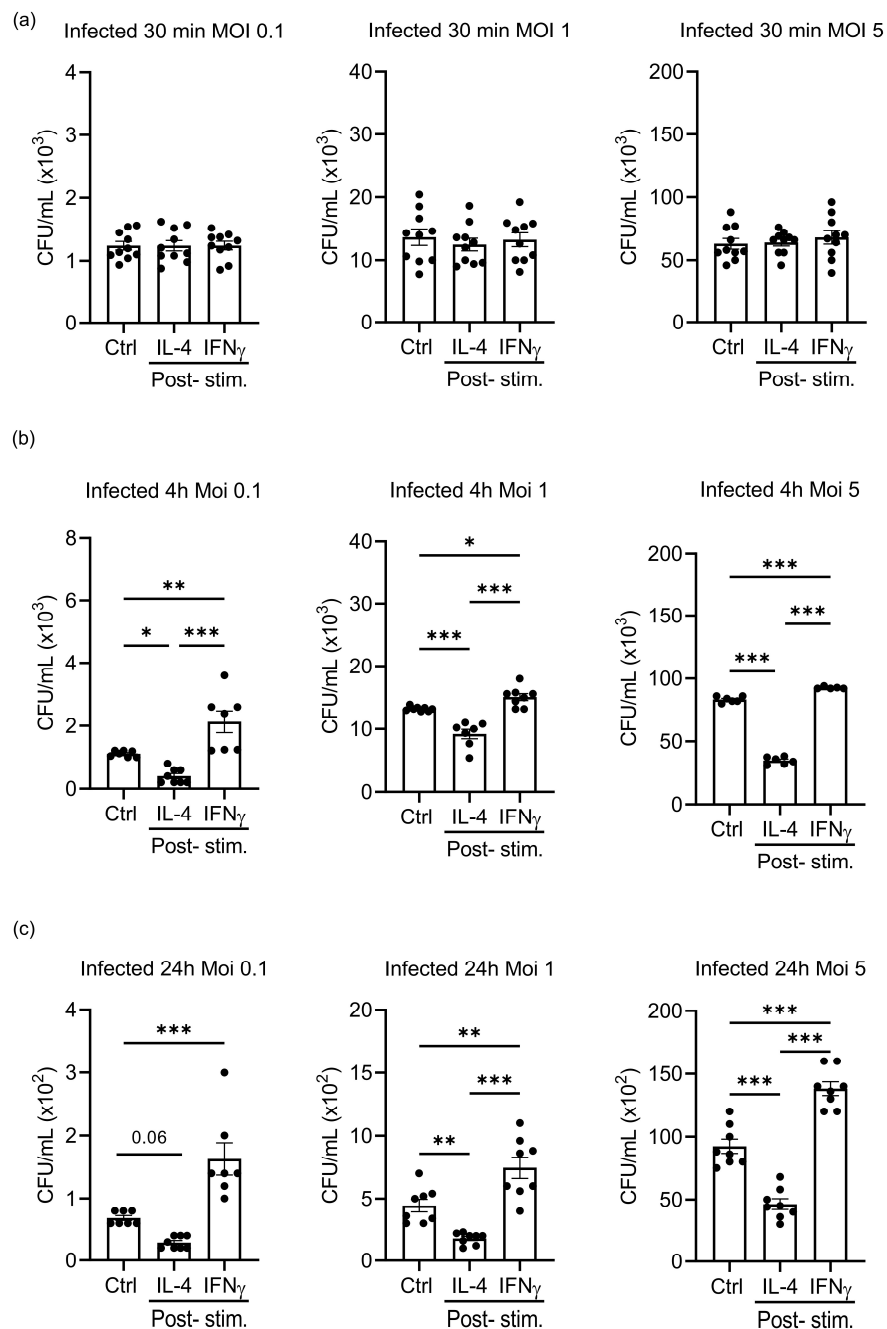 (a)
Infected 30 min MOI 0.1
Infected 30 min MOI 1
Infected 30 min MOI 5
CFU/mL (x10³)
4
3
2
1
0
Ctrl IL-4 IFNγ
Post- stim.
CFU/mL (x10³)
40
30
20
10
0
Ctrl IL-4 IFNγ
Post- stim.
CFU/mL (x10³)
200
150
100
50
0
Ctrl IL-4 IFNγ
Post- stim.
(b)
Infected 4h Moi 0.1
Infected 4h Moi 1
Infected 4h Moi 5
CFU/mL (x10³)
8
6
4
2
0
**
* ***
Ctrl IL-4 IFNγ
Post- stim.
CFU/mL (x10³)
40
30
20
10
0
*
***
***
Ctrl IL-4 IFNγ
Post- stim.
CFU/mL (x10³)
200
150
100
50
0
***
***
***
Ctrl IL-4 IFNγ
Post- stim.
(c)
Infected 24h Moi 0.1
Infected 24h Moi 1
Infected 24h Moi 5
CFU/mL (x10²)
4
3
2
1
0
***
0.06
Ctrl IL-4 IFNγ
Post- stim.
CFU/mL (x10²)
20
15
10
5
0
**
***
**
Ctrl IL-4 IFNγ
Post- stim.
CFU/mL (x10²)
200
150
100
50
0
***
***
***
Ctrl IL-4 IFNγ
Post- stim.